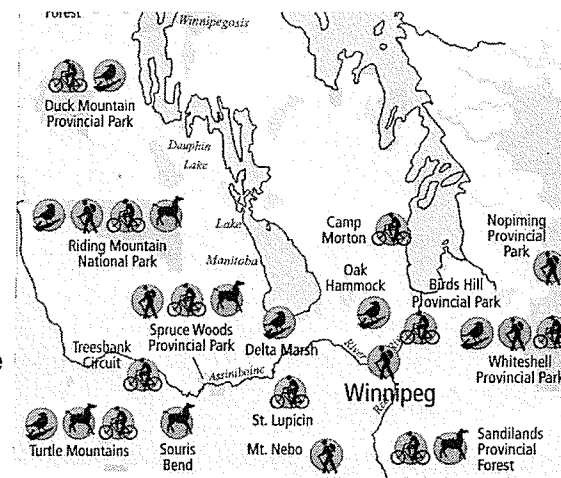 Forest
Winnipegosis
Duck Mountain
Provincial Park
Dauphin
Lake
Riding Mountain
National Park
Lake
Manitoba
Camp
Morton
Nopiming
Provincial
Park
Oak
Hammock
Birds Hill
Provincial Park
Spruce Woods
Provincial Park
Delta Marsh
River
Treesbank
Circuit
Assiniboine
Winnipeg
Whiteshell
Provincial Park
St. Lupicin
Turtle Mountains
Souris
Bend
Mt. Nebo
Sandilands
Provincial
Forest
e